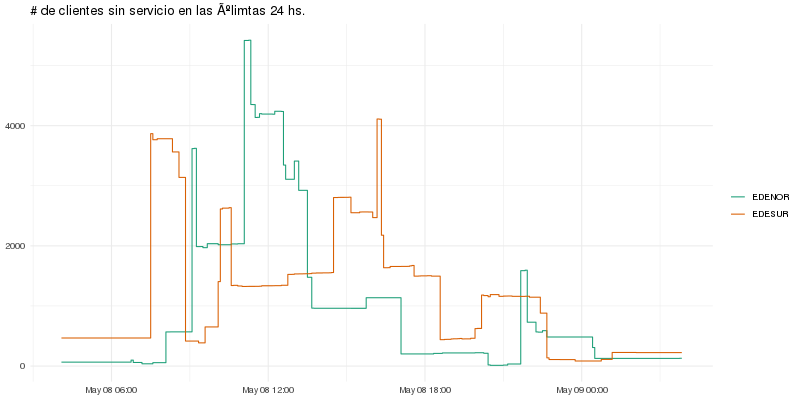 # de clientes sin servicio en las Ãºlimtas 24 hs.
4000
2000
0
May 08 06:00
May 08 12:00
May 08 18:00
May 09 00:00
EDENOR
EDESUR